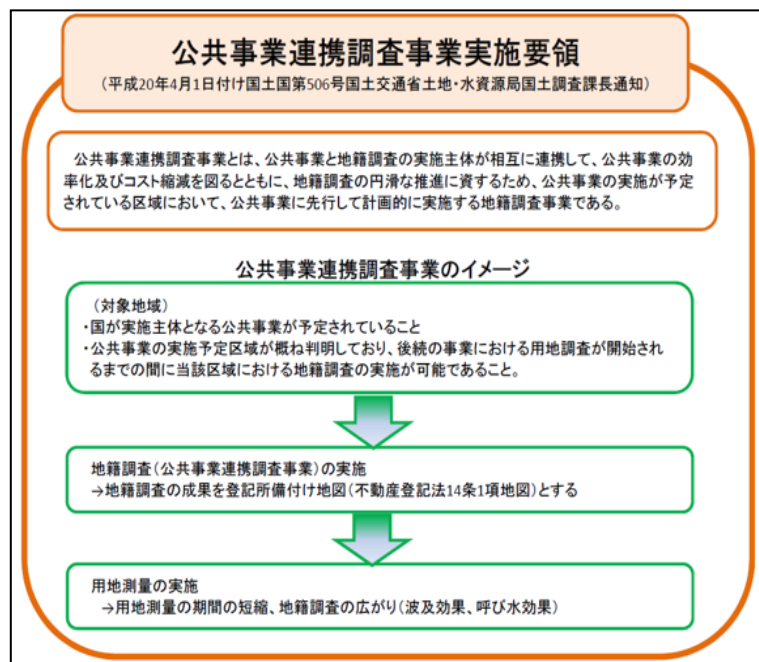 公共事業連携調査事業実施要領
（平成20年4月1日付け国土国第506号国土交通省土地・水資源局国土調査課長通知）
公共事業連携調査事業とは、公共事業と地籍調査の実施主体が相互に連携して、公共事業の効
率化及びコスト縮減を図るとともに、地籍調査の円滑な推進に資するため、公共事業の実施が予定
されている区域において、公共事業に先行して計画的に実施する地籍調査事業である。
公共事業連携調査事業のイメージ
（対象地域）
・国が実施主体となる公共事業が予定されていること
・公共事業の実施予定区域が概ね判明しており、後続の事業における用地調査が開始され
るまでの間に当該区域における地籍調査の実施が可能であること。
地籍調査（公共事業連携調査事業）の実施
→地籍調査の成果を登記所備付け地図（不動産登記法14条1項地図）とする
用地測量の実施
→用地測量の期間の短縮、地籍調査の広がり（波及効果、呼び水効果）